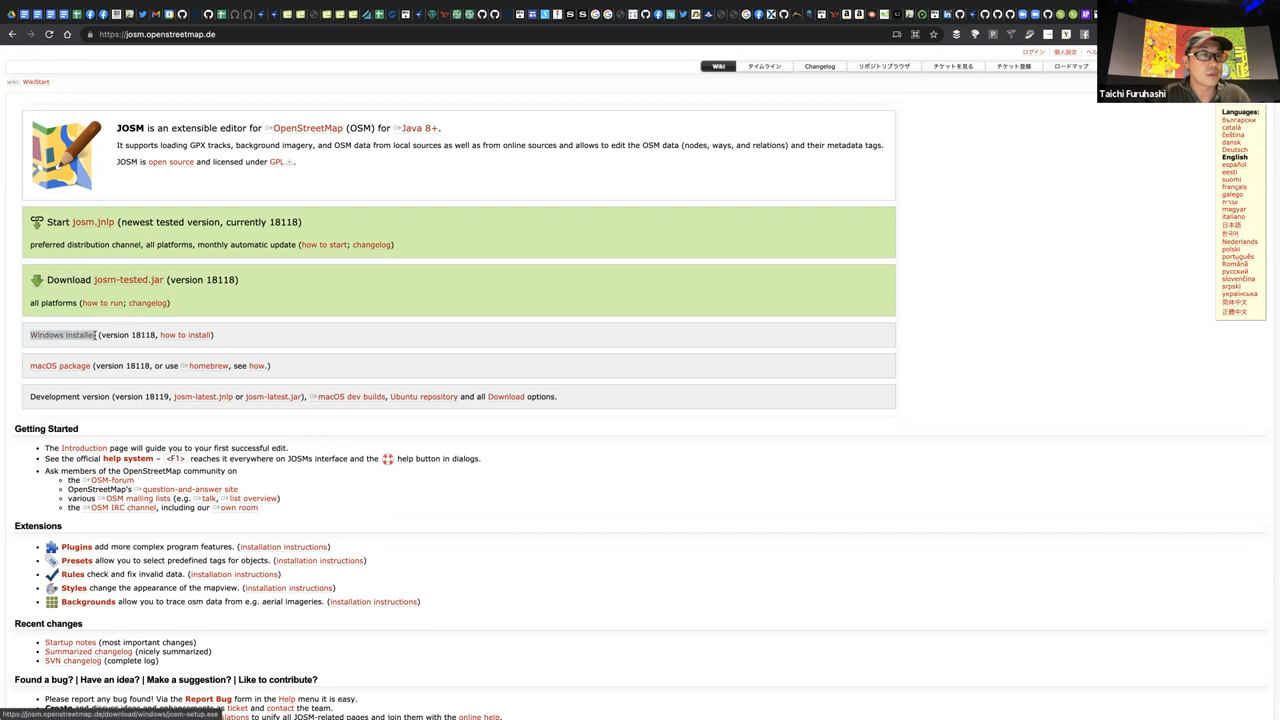 https://josm.openstreetmap.de
Taichi Furuhashi
ログイン 個人設定
Wiki タイムライン Changelog リポジトリブラウザ チケットを見る チケット登録 ロードマップ
wiki: WikiStart
JOSM is an extensible editor for OpenStreetMap (OSM) for Java 8+.
It supports loading GPX tracks, background imagery, and OSM data from local sources as well as from online sources and allows to edit the OSM data (nodes, ways, and relations) and their metadata tags.
JOSM is open source and licensed under GPL.
Start josm.jnlp (newest tested version, currently 18118)
preferred distribution channel, all platforms, monthly automatic update (how to start; changelog)
Download josm-tested.jar (version 18118)
all platforms (how to run; changelog)
Windows Installer (version 18118, how to install)
macOS package (version 18118, or use homebrew, see how.)
Development version (version 18119, josm-latest.jnlp or josm-latest.jar), macOS dev builds, Ubuntu repository and all Download options.
Getting Started
The Introduction page will guide you to your first successful edit.
See the official help system – <F1> reaches it everywhere on JOSMs interface and the help button in dialogs.
Ask members of the OpenStreetMap community on
the OSM-forum
OpenStreetMap's question-and-answer site
various OSM mailing lists (e.g. talk, list overview)
the OSM IRC channel, including our own room
Extensions
Plugins add more complex program features. (installation instructions)
Presets allow you to select predefined tags for objects. (installation instructions)
Rules check and fix invalid data. (installation instructions)
Styles change the appearance of the mapview. (installation instructions)
Backgrounds allow you to trace osm data from e.g. aerial imageries. (installation instructions)
Recent changes
Startup notes (most important changes)
Summarized changelog (nicely summarized)
SVN changelog (complete log)
Found a bug? | Have an idea? | Make a suggestion? | Like to contribute?
Please report any bug found! Via the Report Bug form in the Help menu it is easy.
ticket and contact the team.
https://josm.openstreetmap.de/download/windows/josm-setup.exe
to unify all JOSM-related pages and join them with the online help.
Languages:
български
català
čeština
dansk
Deutsch
English
español
eesti
suomi
français
galego
עברית
magyar
italiano
日本語
한국어
Nederlands
polski
português
Română
русский
slovenčina
srpski
українська
简体中文
正體中文